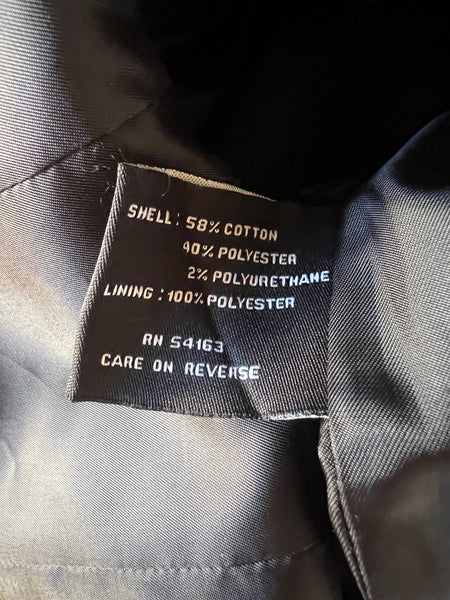 SHELL: 58% COTTON
40% POLYESTER
2% POLYURETHANE
LINING: 100% POLYESTER
RN 54163
CARE ON REVERSE